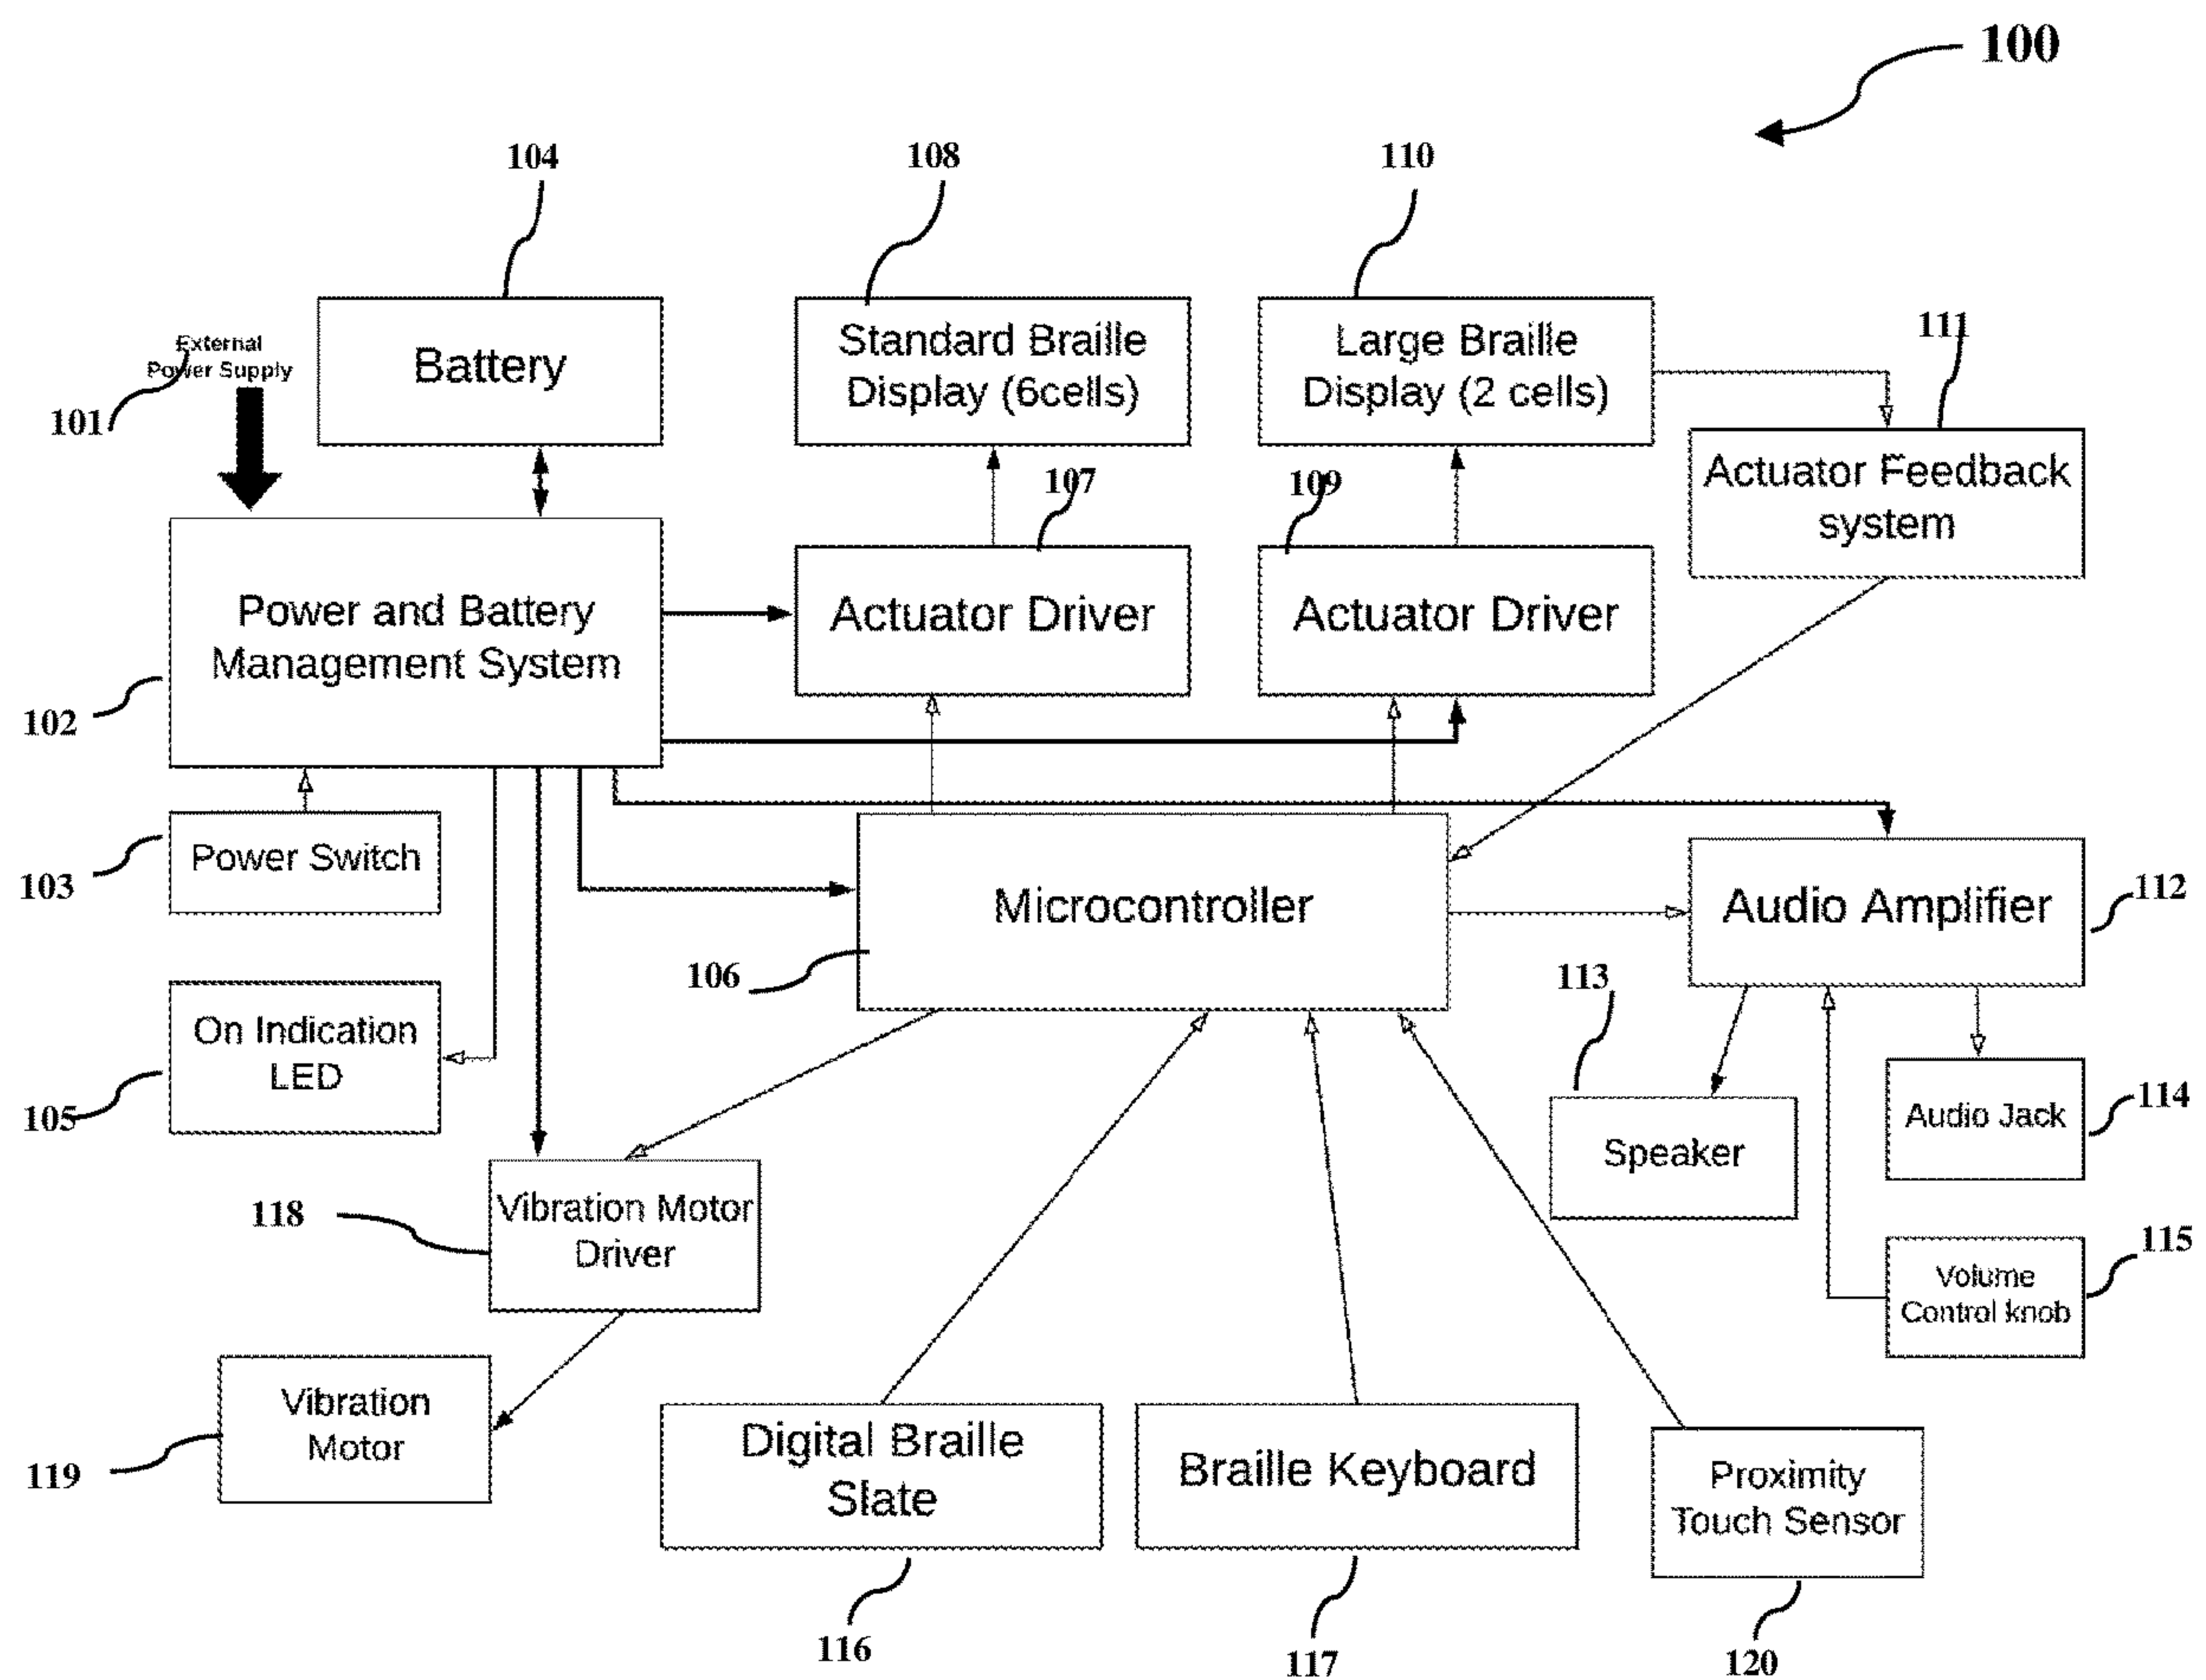 100
104
108
110
External
Power Supply
101
Battery
Standard Braille
Display (6cells)
Large Braille
Display (2 cells)
111
107
109
Actuator Feedback
system
Power and Battery
Management System
102
Actuator Driver
Actuator Driver
Power Switch
103
Microcontroller
106
Audio Amplifier
112
On Indication
LED
105
113
Speaker
Audio Jack
114
Vibration Motor
Driver
118
Volume
Control knob
115
Vibration
Motor
119
Digital Braille
Slate
Braille Keyboard
Proximity
Touch Sensor
116
117
120